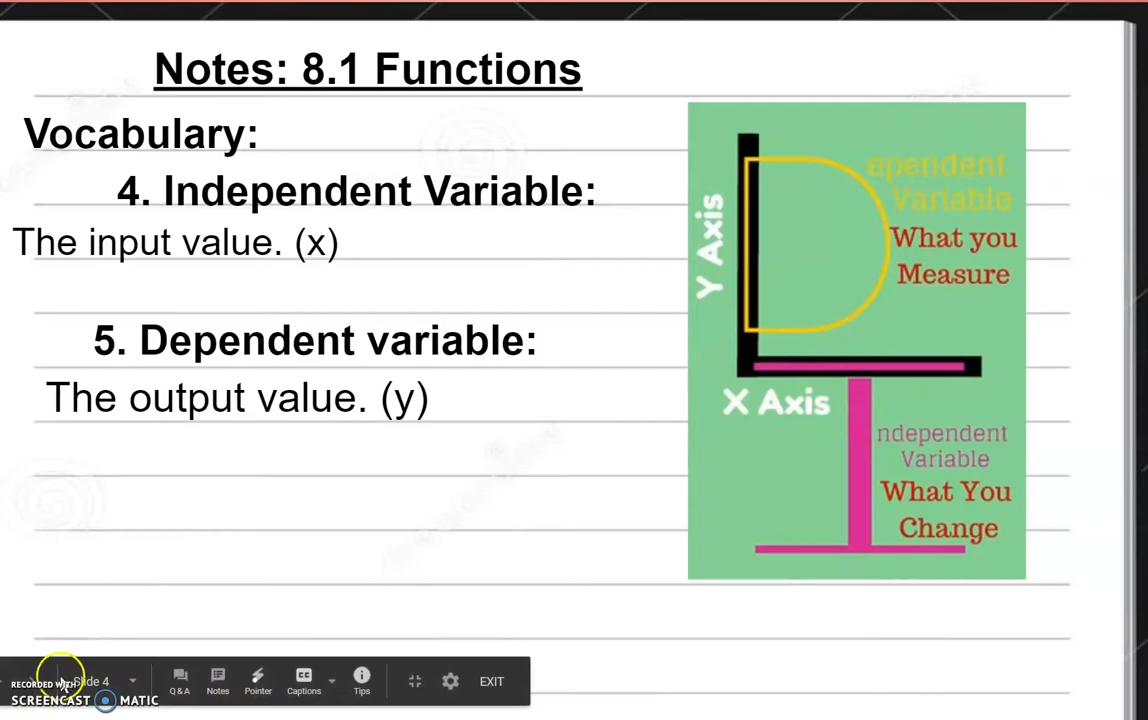 Notes: 8.1 Functions
Vocabulary:
4. Independent Variable:
The input value. (x)
5. Dependent variable:
The output value. (y)
Y Axis
ependent
Variable
What you
Measure
X Axis
ndependent
Variable
What You
Change
Slide 4
Q & A
Notes
Pointer
CC
Captions
Tips
EXIT
RECORDED WITH
SCREENCAST MATIC